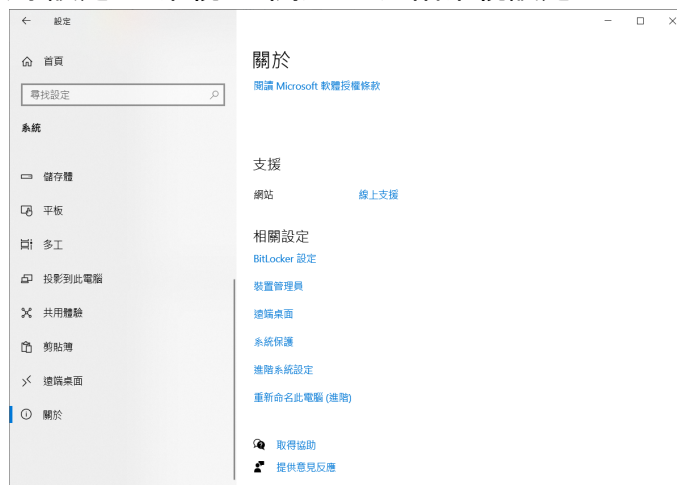 設定
首頁
尋找設定
系統
儲存體
平板
多工
投影到此電腦
共用體驗
剪貼簿
遠端桌面
關於
關於
閱讀 Microsoft 軟體授權條款
支援
網站 線上支援
相關設定
BitLocker 設定
裝置管理員
遠端桌面
系統保護
進階系統設定
重新命名此電腦 (進階)
取得協助
提供意見反應